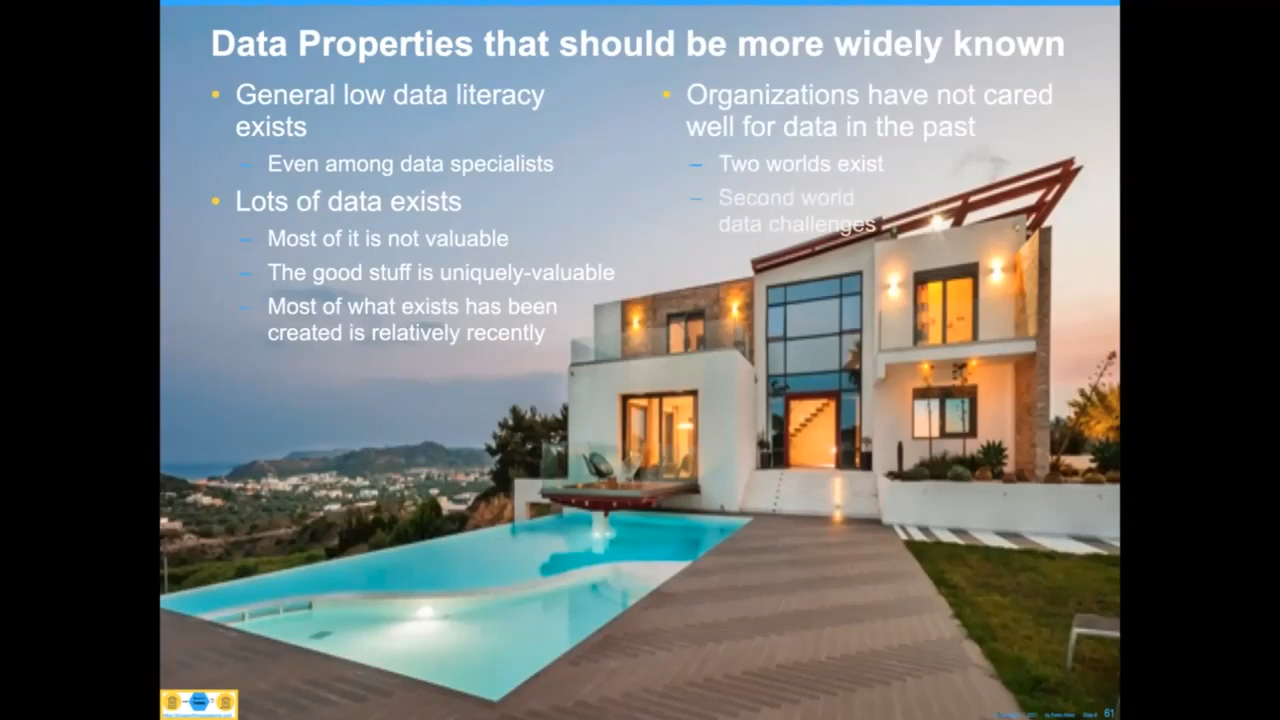 Data Properties that should be more widely known
• General low data literacy
exists
– Even among data specialists
• Lots of data exists
– Most of it is not valuable
– The good stuff is uniquely-valuable
– Most of what exists has been
created is relatively recently
• Organizations have not cared
well for data in the past
– Two worlds exist
– Second world
data challenges
61